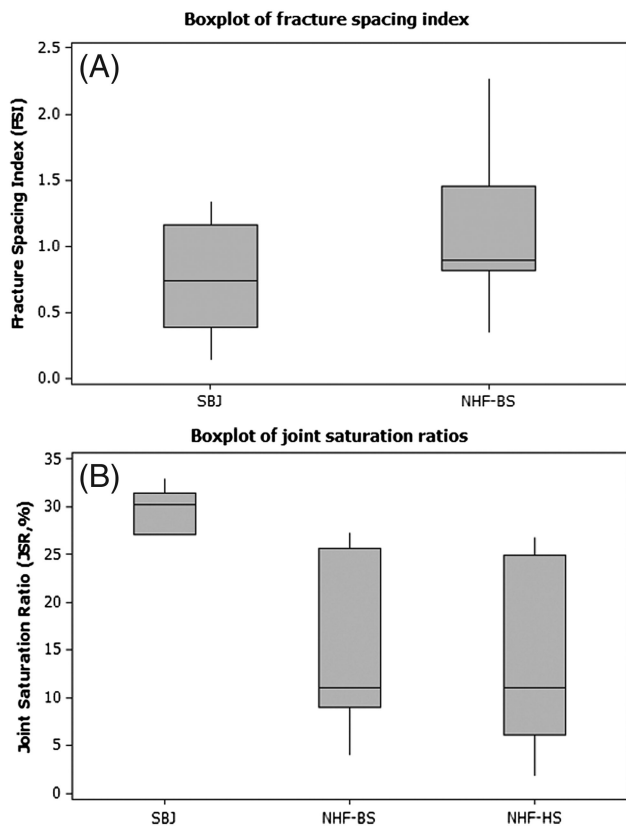 Boxplot of fracture spacing index
(A)
Fracture Spacing Index (FSI)
2.5
2.0
1.5
1.0
0.5
0.0
SBJ
NHF-BS
Boxplot of joint saturation ratios
(B)
Joint Saturation Ratio (JSR,%)
35
30
25
20
15
10
5
0
SBJ
NHF-BS
NHF-HS